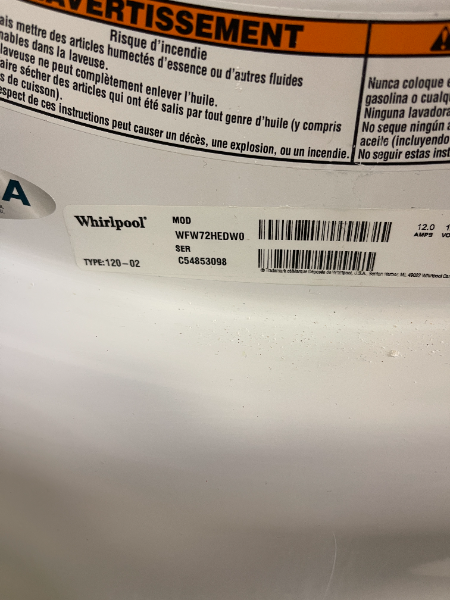 AVERTISSEMENT
Risque d'incendie
ais mettre des articles humectés d'essence ou d'autres fluides
mables dans la laveuse.
laveuse ne peut complètement enlever l'huile.
aire sécher des articles qui ont été salis par tout genre d'huile (y compris
s de cuisson).
espect de ces instructions peut causer un décès, une explosion, ou un incendie.
Nunca coloque
gasolina o cualq
Ninguna lavadora
No seque ningún a
aceite (incluyendo
No seguir estas inst
A
Whirlpool®
MOD
WFW72HEDW0
SER
C54853098
TYPE:120-02
12.0
AMPS